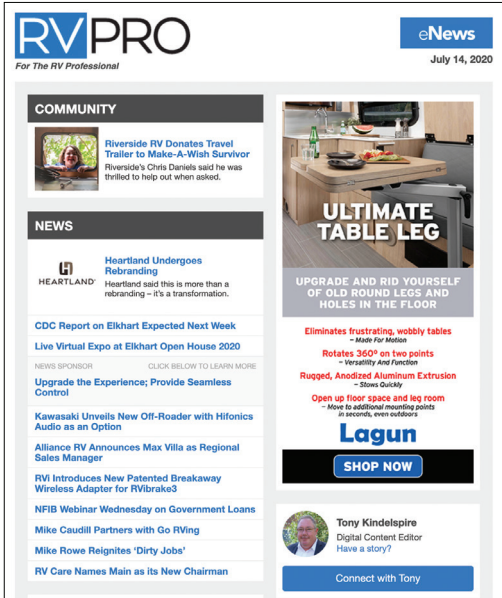 RVPRO
For The RV Professional
eNews
July 14, 2020
COMMUNITY
Riverside RV Donates Travel
Trailer to Make-A-Wish Survivor
Riverside's Chris Daniels said he was
thrilled to help out when asked.
NEWS
HEARTLAND
Heartland Undergoes
Rebranding
Heartland said this is more than a
rebranding – it's a transformation.
CDC Report on Elkhart Expected Next Week
Live Virtual Expo at Elkhart Open House 2020
NEWS SPONSOR CLICK BELOW TO LEARN MORE
Upgrade the Experience; Provide Seamless
Control
Kawasaki Unveils New Off-Roader with Hifonics
Audio as an Option
Alliance RV Announces Max Villa as Regional
Sales Manager
RVi Introduces New Patented Breakaway
Wireless Adapter for RVibrake3
NFIB Webinar Wednesday on Government Loans
Mike Caudill Partners with Go RVing
Mike Rowe Reignites 'Dirty Jobs'
RV Care Names Main as its New Chairman
ULTIMATE
TABLE LEG
UPGRADE AND RID YOURSELF
OF OLD ROUND LEGS AND
HOLES IN THE FLOOR
Eliminates frustrating, wobbly tables
– Made For Motion
Rotates 360º on two points
– Versatility And Function
Rugged, Anodized Aluminum Extrusion
– Stows Quickly
Open up floor space and leg room
– Move to additional mounting points
in seconds, even outdoors
Lagun
SHOP NOW
Tony Kindelspire
Digital Content Editor
Have a story?
Connect with Tony